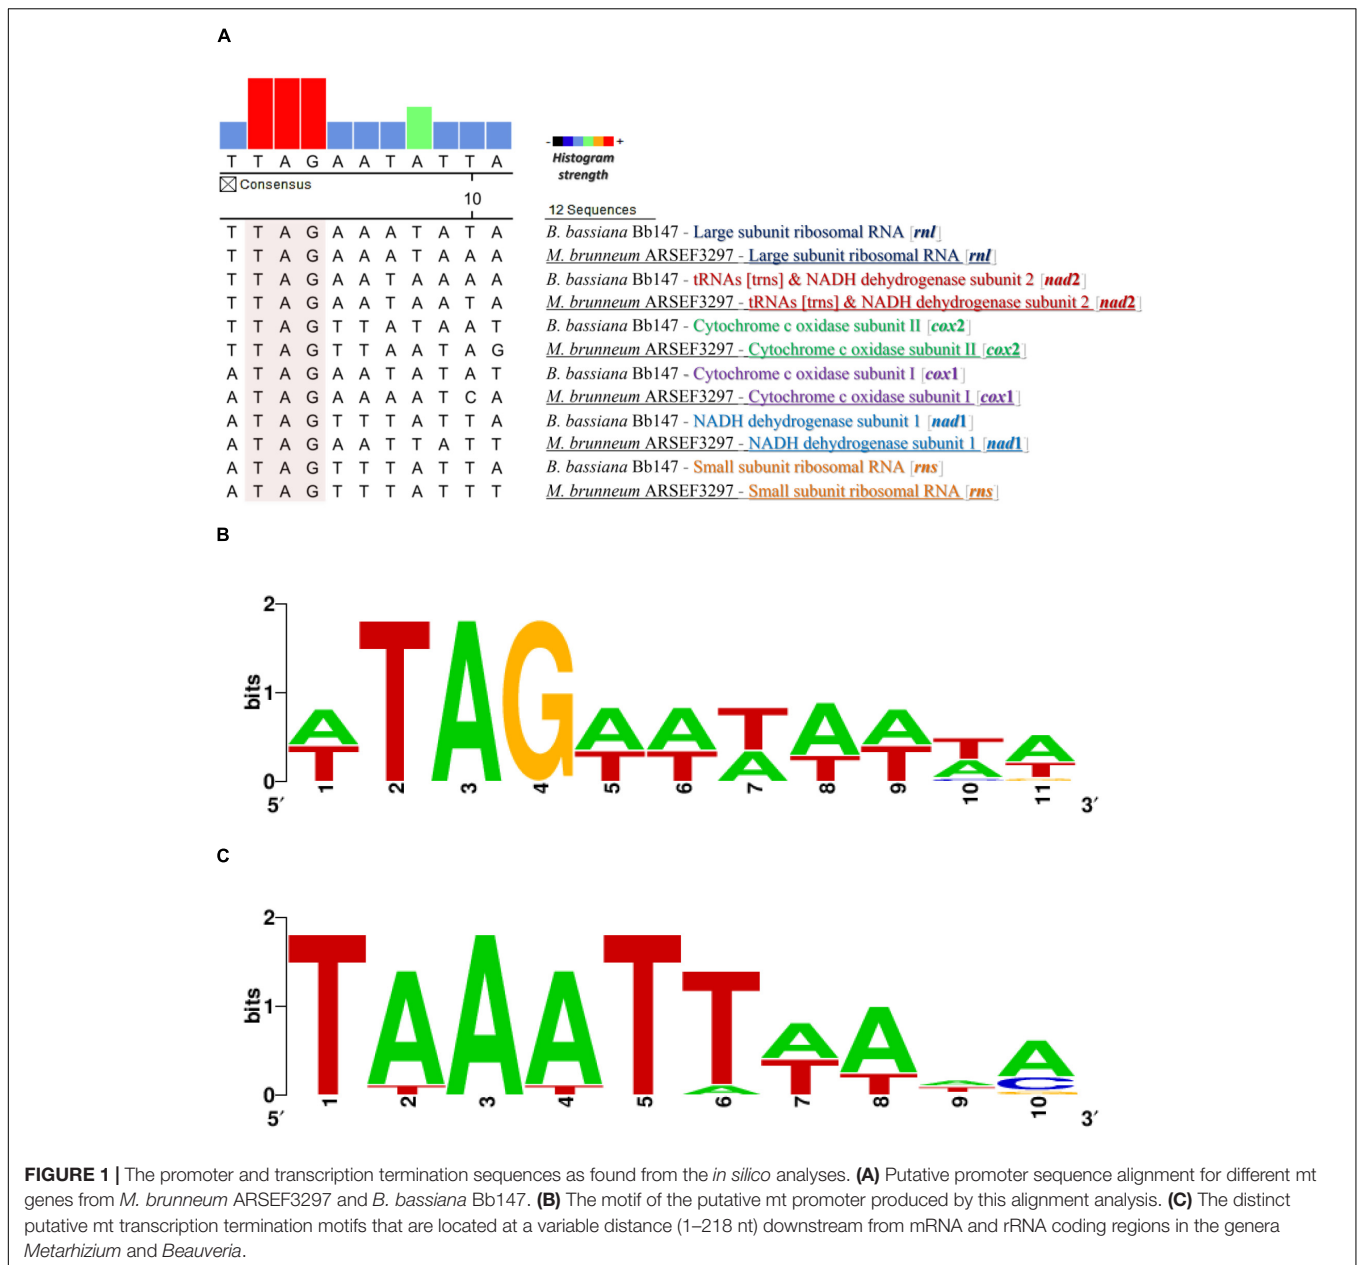 A
T T A G A A T A T T A
Consensus
10
- +
Histogram
strength
12 Sequences
T T A G A A A T A T A B. bassiana Bb147 - Large subunit ribosomal RNA [rnl]
T T A G A A A T A A A M. brunneum ARSEF3297 - Large subunit ribosomal RNA [rnl]
T T A G A A T A A A A B. bassiana Bb147 - tRNAs [trns] & NADH dehydrogenase subunit 2 [nad2]
T T A G A A T A A T A M. brunneum ARSEF3297 - tRNAs [trns] & NADH dehydrogenase subunit 2 [nad2]
T T A G T T A T A A T B. bassiana Bb147 - Cytochrome c oxidase subunit II [cox2]
T T A G T T A A T A G M. brunneum ARSEF3297 - Cytochrome c oxidase subunit II [cox2]
A T A G A A T A T A T B. bassiana Bb147 - Cytochrome c oxidase subunit I [cox1]
A T A G A A A A T C A M. brunneum ARSEF3297 - Cytochrome c oxidase subunit I [cox1]
A T A G T T T A T T A B. bassiana Bb147 - NADH dehydrogenase subunit 1 [nad1]
A T A G A A T T A T T M. brunneum ARSEF3297 - NADH dehydrogenase subunit 1 [nad1]
A T A G T T T A T T A B. bassiana Bb147 - Small subunit ribosomal RNA [rns]
A T A G T T T A T T T M. brunneum ARSEF3297 - Small subunit ribosomal RNA [rns]
B
2
1
0
bits
A T A G A A T A A T A
T T T A T T A T
1 2 3 4 5 6 7 8 9 10 11
5′ 3′
C
2
1
0
bits
T A A A T T A A A A
T T A T T T C
1 2 3 4 5 6 7 8 9 10
5′ 3′
FIGURE 1 | The promoter and transcription termination sequences as found from the in silico analyses. (A) Putative promoter sequence alignment for different mt
genes from M. brunneum ARSEF3297 and B. bassiana Bb147. (B) The motif of the putative mt promoter produced by this alignment analysis. (C) The distinct
putative mt transcription termination motifs that are located at a variable distance (1–218 nt) downstream from mRNA and rRNA coding regions in the genera
Metarhizium and Beauveria.